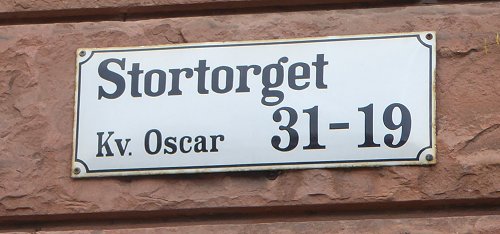 Stortorget
Kv. Oscar 31-19